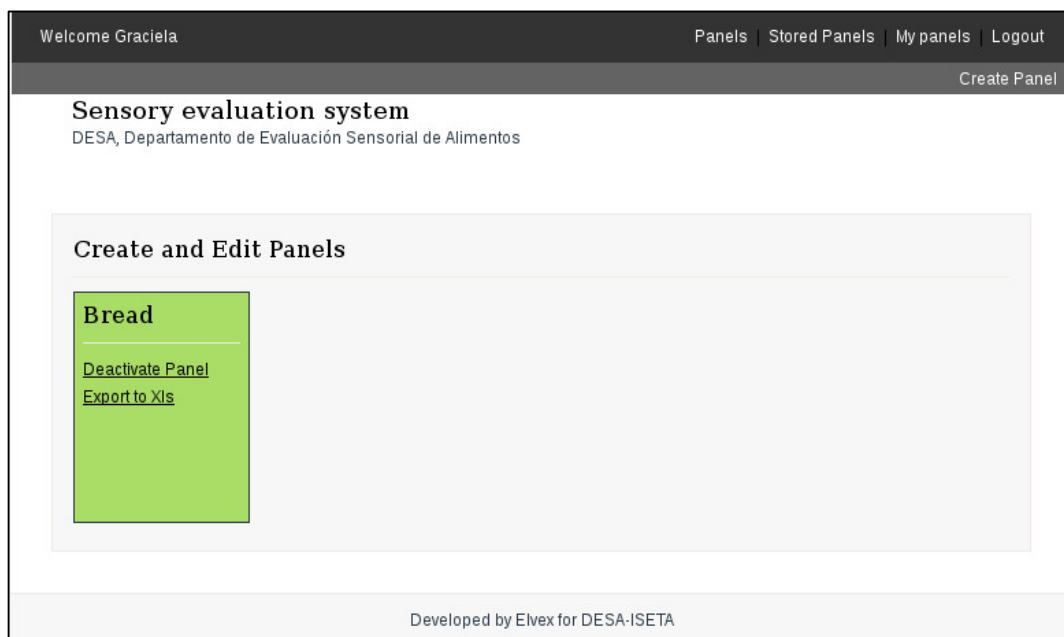 Welcome Graciela
Panels | Stored Panels | My panels | Logout
Create Panel
Sensory evaluation system
DESA, Departamento de Evaluación Sensorial de Alimentos
Create and Edit Panels
Bread
Deactivate Panel
Export to Xls
Developed by Elvex for DESA-ISETA